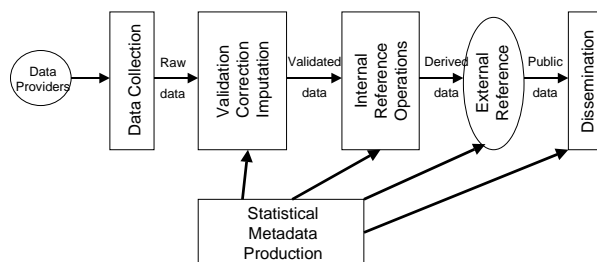 Data
Providers
Data Collection
Raw
data
Validation
Correction
Imputation
Validated
data
Internal
Reference
Operations
Derived
data
External
Reference
Public
data
Dissemination
Statistical
Metadata
Production